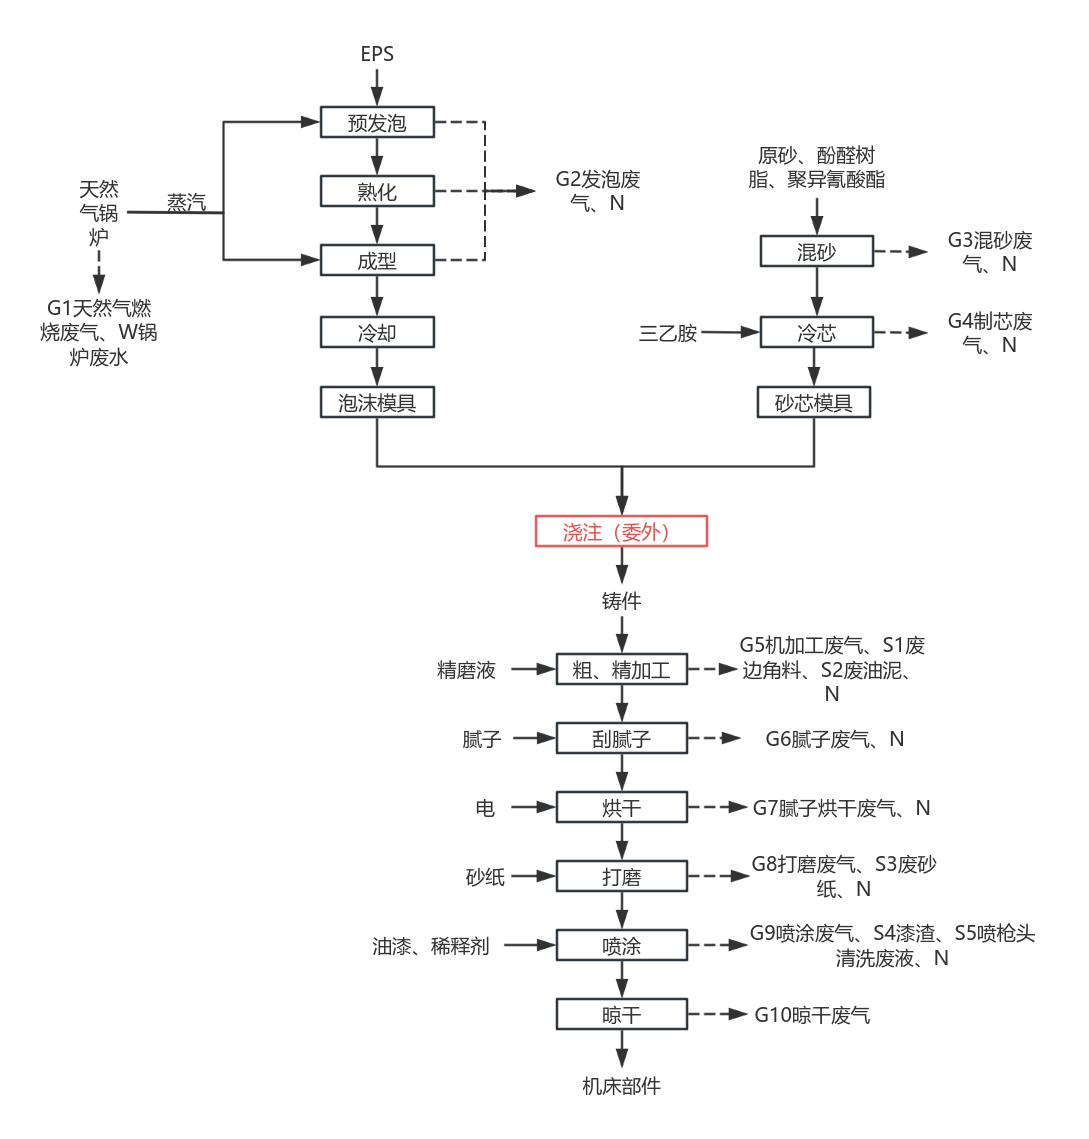 EPS
预发泡
熟化
成型
冷却
泡沫模具
天然
气锅
炉
蒸汽
G1天然气燃
烧废气、W锅
炉废水
G2发泡废
气、N
原砂、酚醛树
脂、聚异氰酸酯
混砂
G3混砂废
气、N
三乙胺
冷芯
G4制芯废
气、N
砂芯模具
浇注（委外）
铸件
精磨液
粗、精加工
G5机加工废气、S1废
边角料、S2废油泥、
N
腻子
刮腻子
G6腻子废气、N
电
烘干
G7腻子烘干废气、N
砂纸
打磨
G8打磨废气、S3废砂
纸、N
油漆、稀释剂
喷涂
G9喷涂废气、S4漆渣、S5喷枪头
清洗废液、N
晾干
G10晾干废气
机床部件